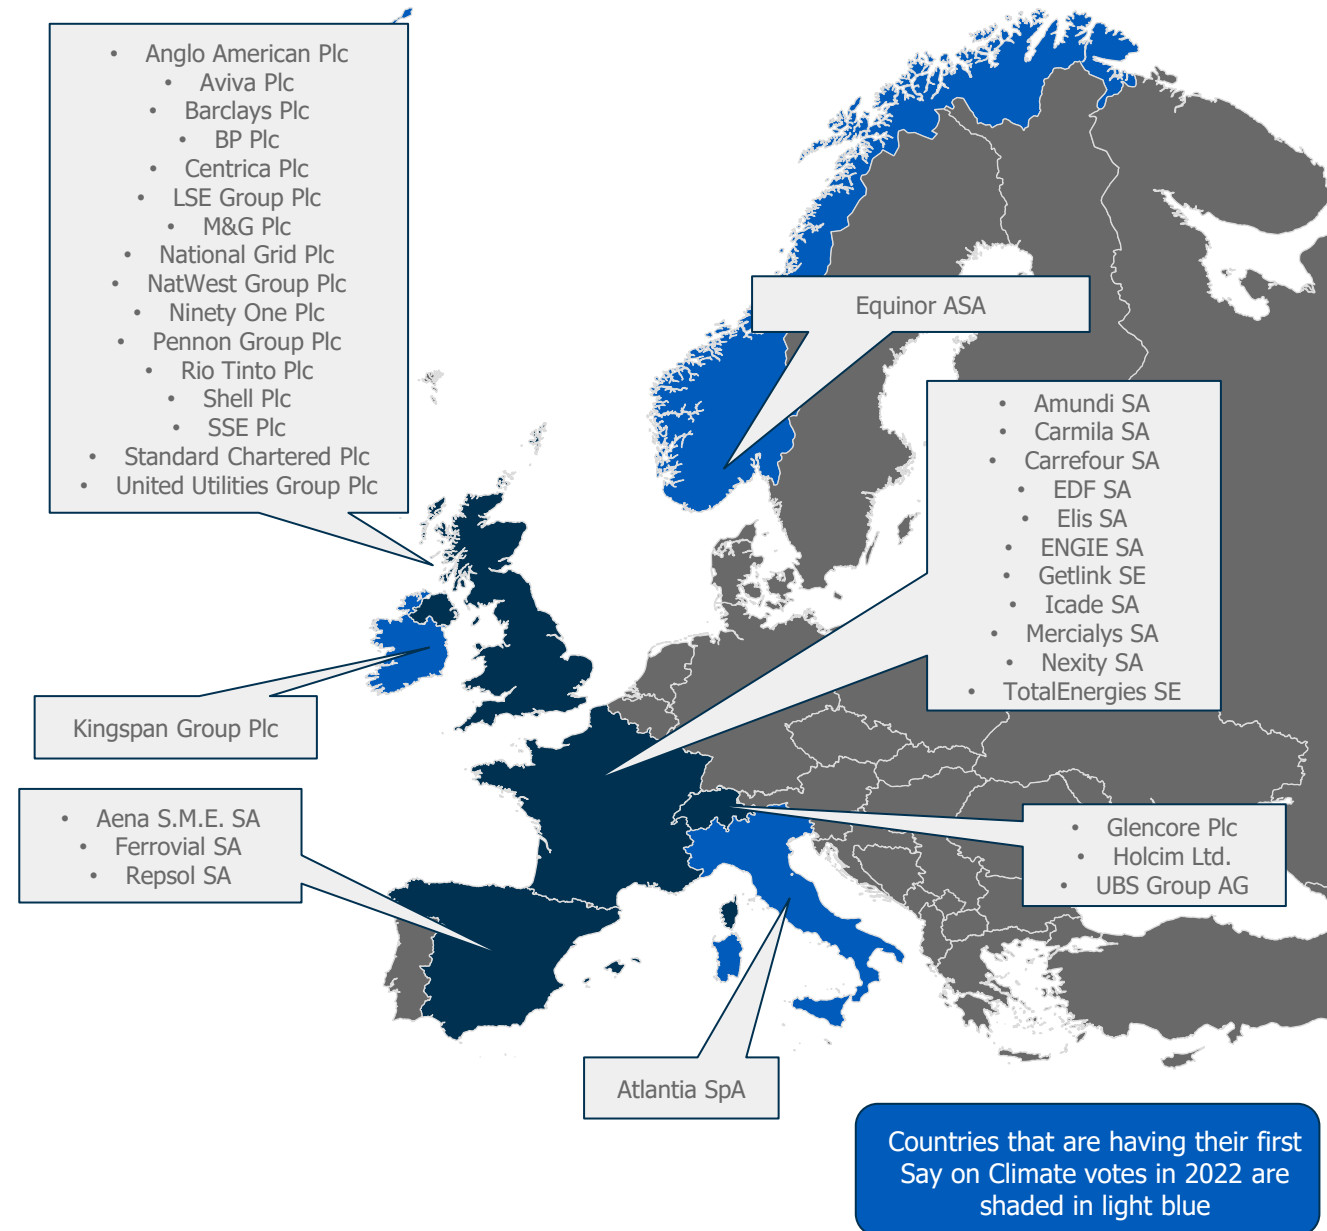 • Anglo American Plc
• Aviva Plc
• Barclays Plc
• BP Plc
• Centrica Plc
• LSE Group Plc
• M&G Plc
• National Grid Plc
• NatWest Group Plc
• Ninety One Plc
• Pennon Group Plc
• Rio Tinto Plc
• Shell Plc
• SSE Plc
• Standard Chartered Plc
• United Utilities Group Plc
Equinor ASA
• Amundi SA
• Carmila SA
• Carrefour SA
• EDF SA
• Elis SA
• ENGIE SA
• Getlink SE
• Icade SA
• Mercialys SA
• Nexity SA
• TotalEnergies SE
Kingspan Group Plc
• Aena S.M.E. SA
• Ferrovial SA
• Repsol SA
• Glencore Plc
• Holcim Ltd.
• UBS Group AG
Atlantia SpA
Countries that are having their first
Say on Climate votes in 2022 are
shaded in light blue